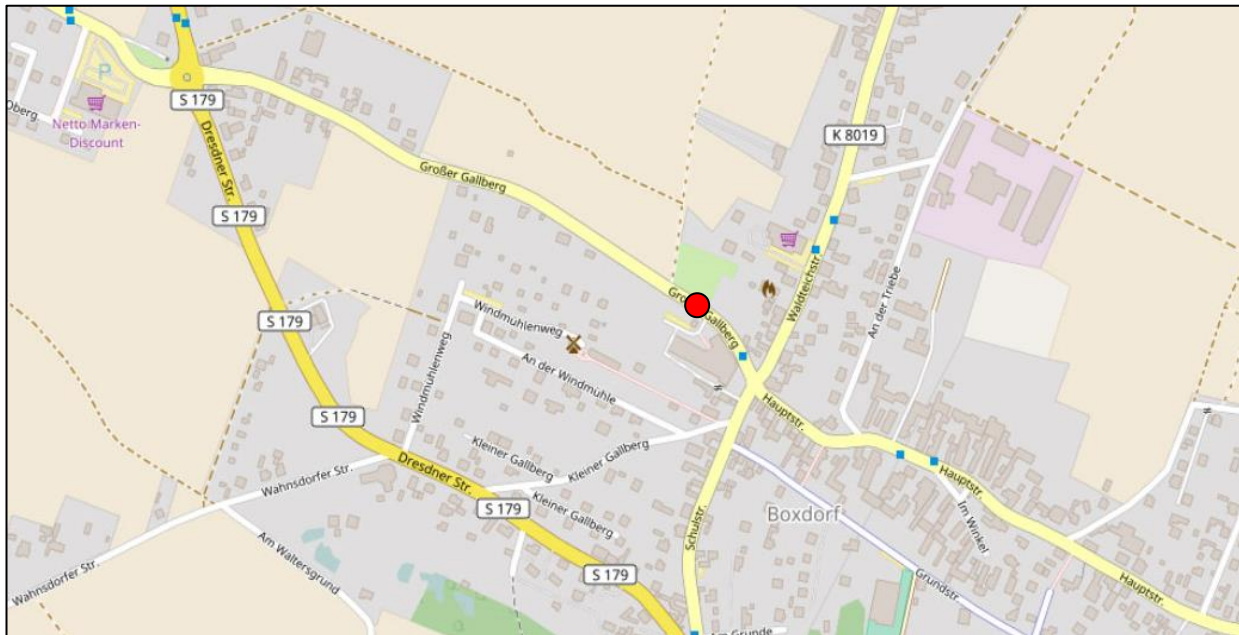 P
S 179
Oberg.
Netto Marken-
Discount
Dresdner Str.
K 8019
Großer Gallberg
S 179
Waldteichstr.
An der Triebe
Gallberg
Windmühlenweg
S 179
An der Windmühle
Windmühlenweg
S 179
Hauptstr.
Kleiner Gallberg
Kleiner Gallberg
Dresdner Str.
Wahnsdorfer Str.
Hauptstr.
Kleiner Gallberg
S 179
Schulstr.
Boxdorf
Im Winkel
Am Waltersgrund
S 179
Wahnsdorfer Str.
Grundstr.
Hauptstr.
Am Grunde